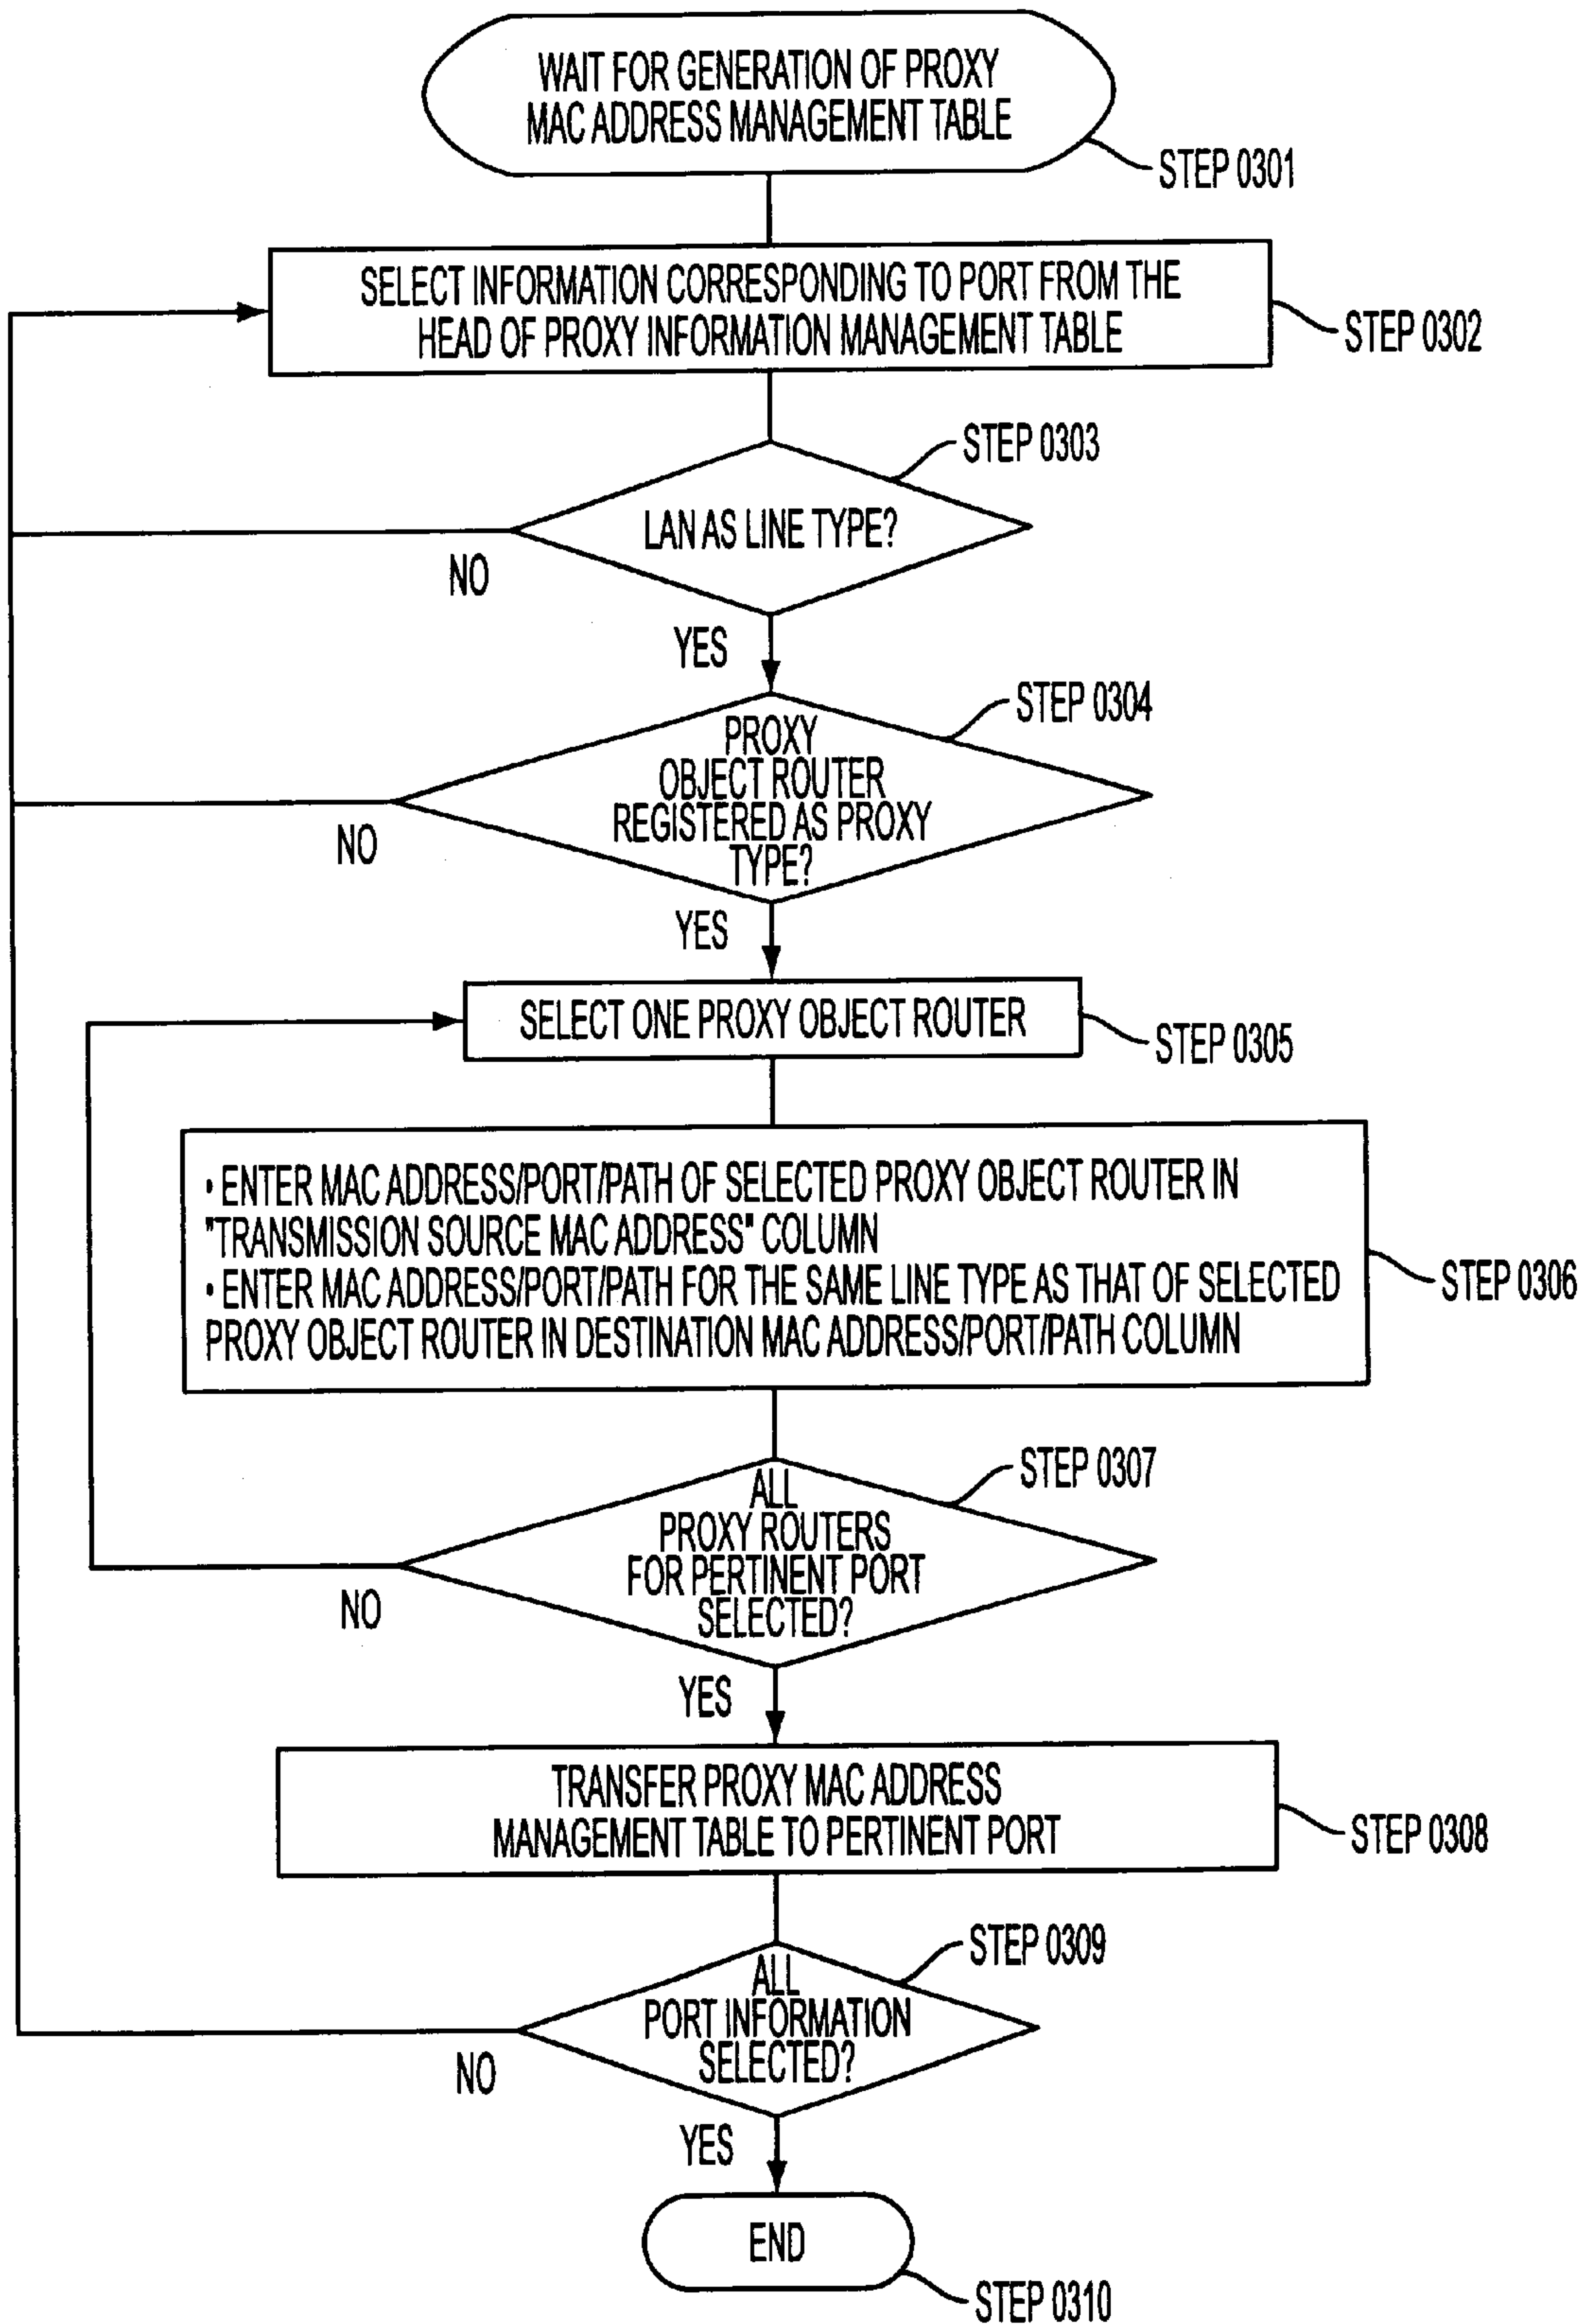 WAIT FOR GENERATION OF PROXY
MAC ADDRESS MANAGEMENT TABLE
STEP 0301
SELECT INFORMATION CORRESPONDING TO PORT FROM THE
HEAD OF PROXY INFORMATION MANAGEMENT TABLE
STEP 0302
STEP 0303
LAN AS LINE TYPE?
NO
YES
STEP 0304
PROXY
OBJECT ROUTER
REGISTERED AS PROXY
TYPE?
NO
YES
SELECT ONE PROXY OBJECT ROUTER
STEP 0305
• ENTER MAC ADDRESS/PORT/PATH OF SELECTED PROXY OBJECT ROUTER IN
"TRANSMISSION SOURCE MAC ADDRESS" COLUMN
• ENTER MAC ADDRESS/PORT/PATH FOR THE SAME LINE TYPE AS THAT OF SELECTED
PROXY OBJECT ROUTER IN DESTINATION MAC ADDRESS/PORT/PATH COLUMN
STEP 0306
STEP 0307
ALL
PROXY ROUTERS
FOR PERTINENT PORT
SELECTED?
NO
YES
TRANSFER PROXY MAC ADDRESS
MANAGEMENT TABLE TO PERTINENT PORT
STEP 0308
STEP 0309
ALL
PORT INFORMATION
SELECTED?
NO
YES
END
STEP 0310